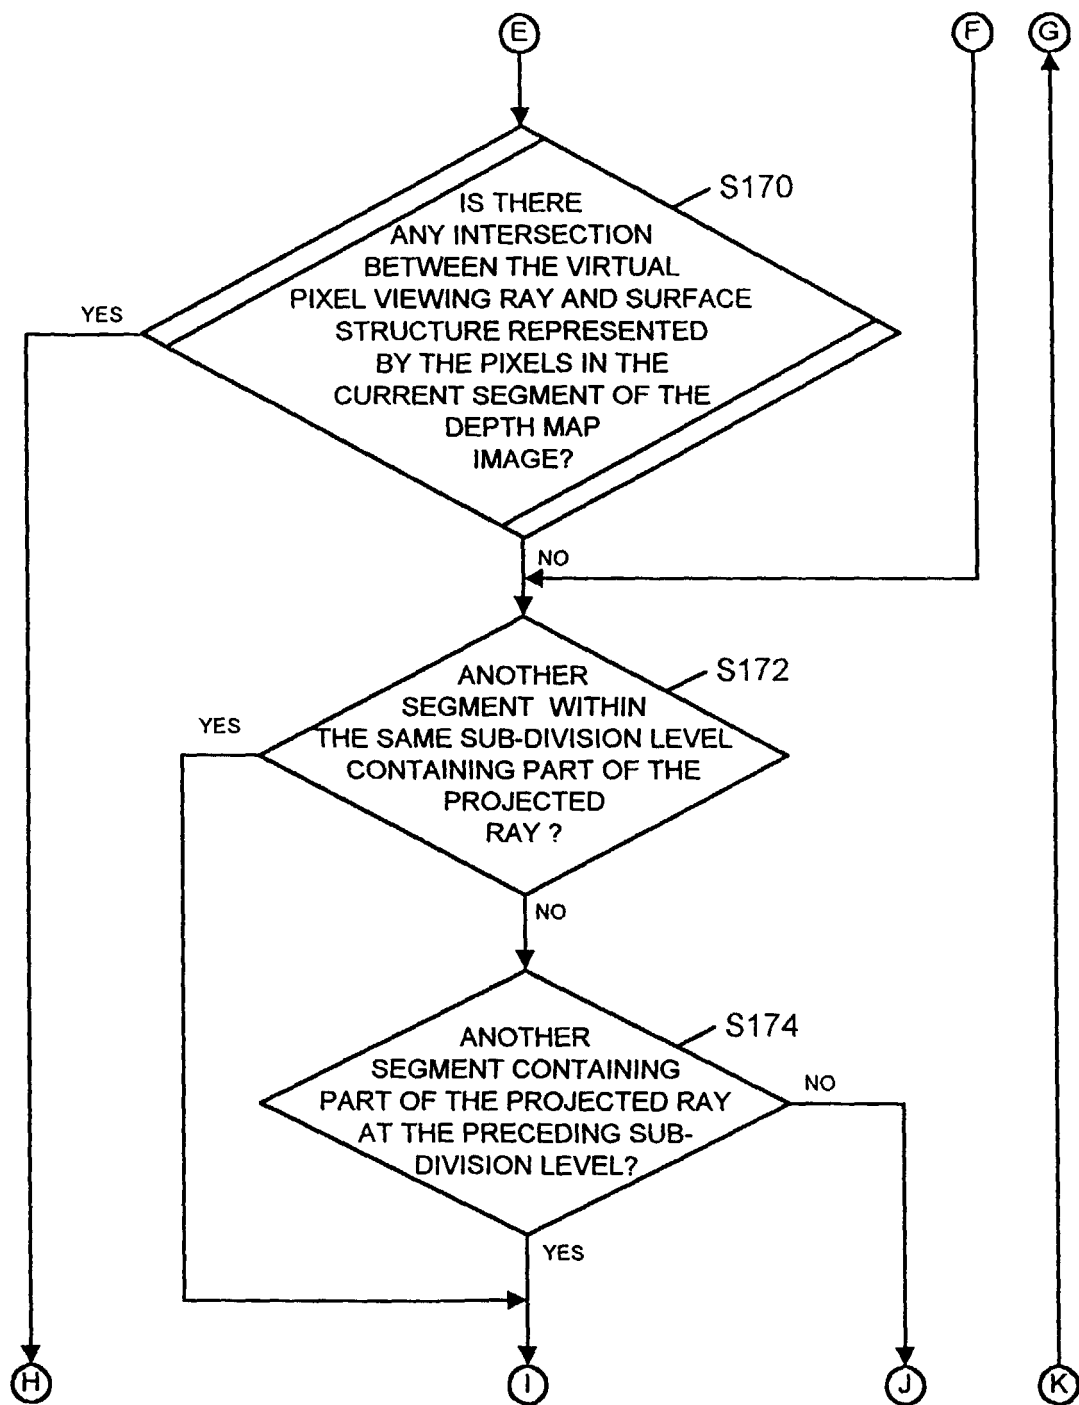 E
F
G
S170
IS THERE
ANY INTERSECTION
BETWEEN THE VIRTUAL
PIXEL VIEWING RAY AND SURFACE
STRUCTURE REPRESENTED
BY THE PIXELS IN THE
CURRENT SEGMENT OF THE
DEPTH MAP
IMAGE?
YES
NO
S172
ANOTHER
SEGMENT WITHIN
THE SAME SUB-DIVISION LEVEL
CONTAINING PART OF THE
PROJECTED
RAY ?
YES
NO
S174
ANOTHER
SEGMENT CONTAINING
PART OF THE PROJECTED RAY
AT THE PRECEDING SUB-
DIVISION LEVEL?
NO
YES
H
I
J
K